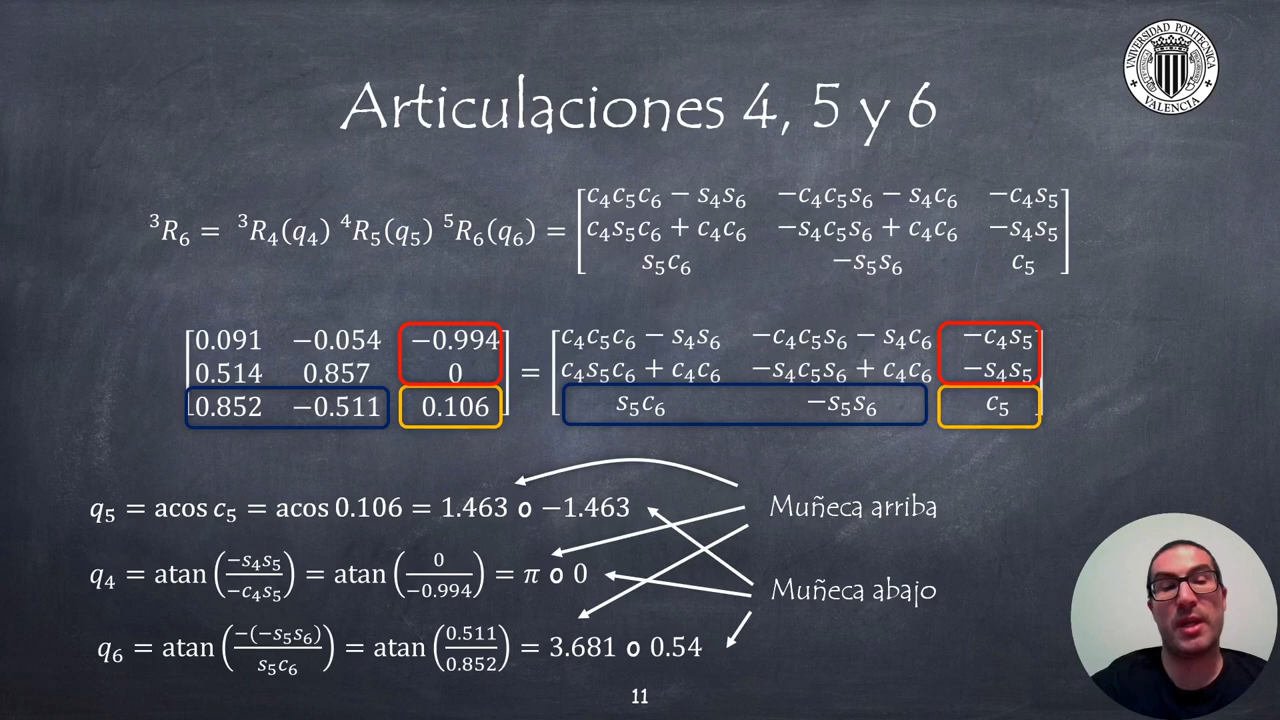 UNIVERSIDAD POLITECNICA
VALENCIA
Articulaciones 4, 5 y 6
³R₆ = ³R₄(q₄) ⁴R₅(q₅) ⁵R₆(q₆) =
c₄c₅c₆ − s₄s₆ −c₄c₅s₆ − s₄c₆ −c₄s₅
c₄s₅c₆ + c₄c₆ −s₄c₅s₆ + c₄c₆ −s₄s₅
s₅c₆ −s₅s₆ c₅
0.091 −0.054 −0.994 c₄c₅c₆ − s₄s₆ −c₄c₅s₆ − s₄c₆ −c₄s₅
0.514 0.857 0 = c₄s₅c₆ + c₄c₆ −s₄c₅s₆ + c₄c₆ −s₄s₅
0.852 −0.511 0.106 s₅c₆ −s₅s₆ c₅
q₅ = acos c₅ = acos 0.106 = 1.463 o −1.463
Muñeca arriba
q₄ = atan(−s₄s₅/−c₄s₅) = atan(0/−0.994) = π o 0
Muñeca abajo
q₆ = atan(−(−s₅s₆)/s₅c₆) = atan(0.511/0.852) = 3.681 o 0.54
11